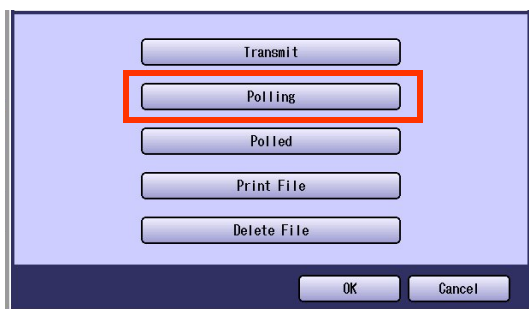 Transmit
Polling
Polled
Print File
Delete File
OK Cancel